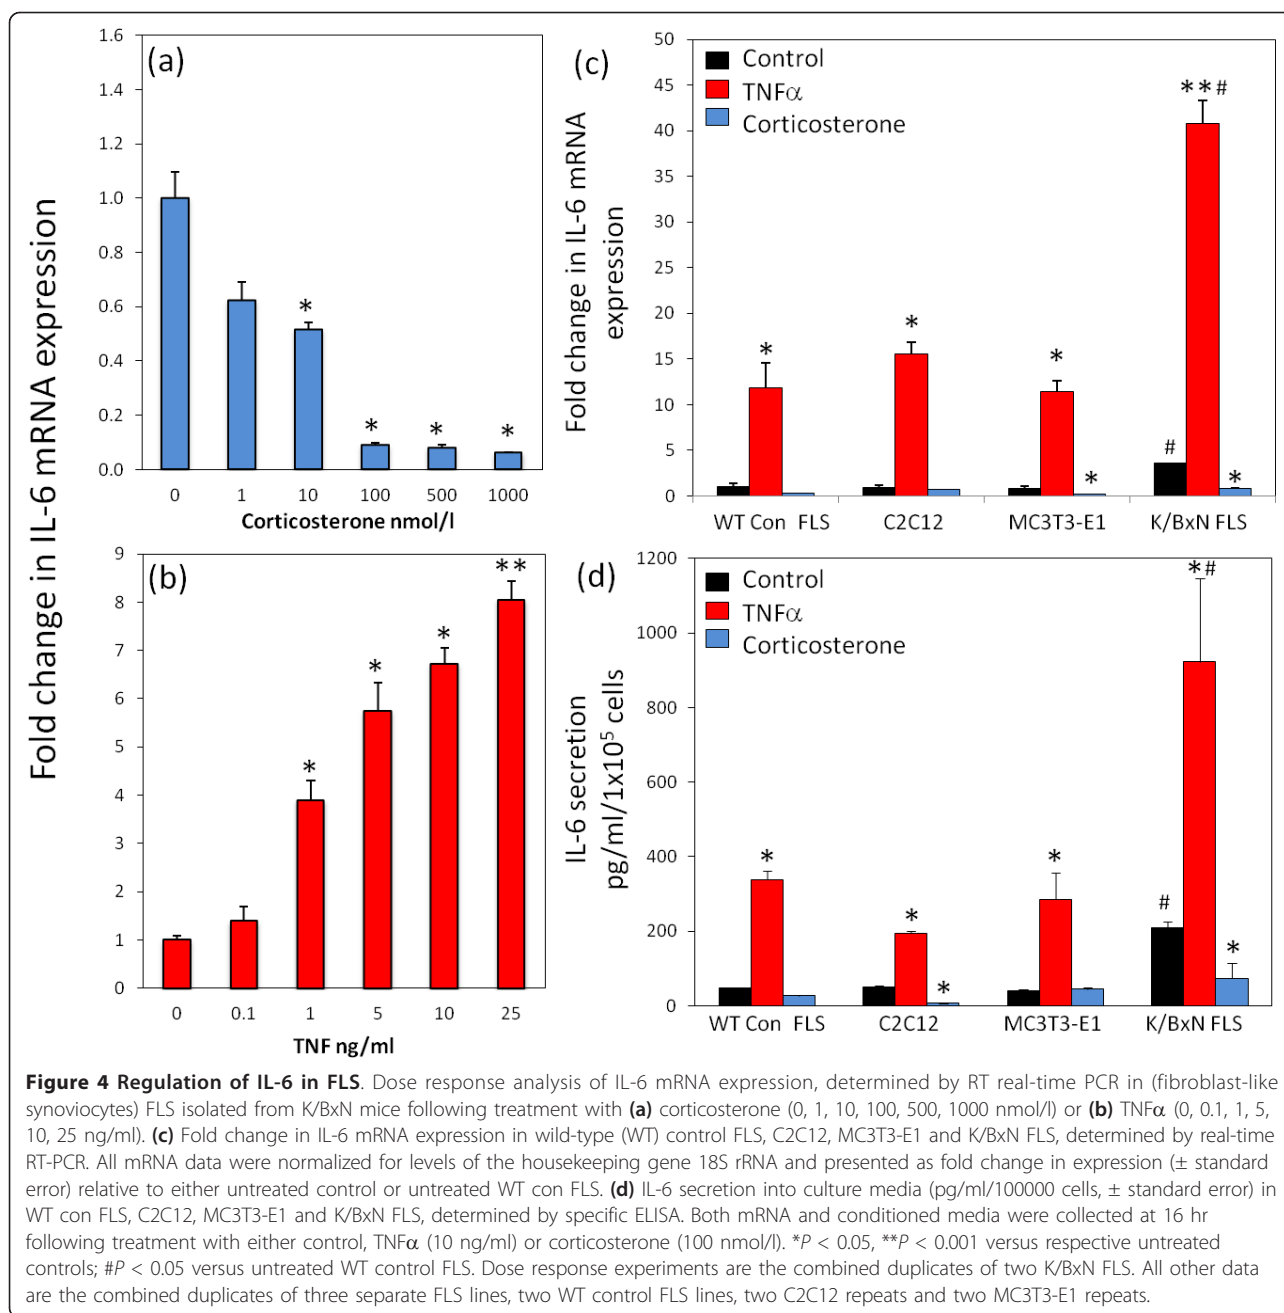 Fold change in IL-6 mRNA expression
(a)
1.6
1.4
1.2
1.0
0.8
0.6
0.4
0.2
0.0
*
*
*
*
0 1 10 100 500 1000
Corticosterone nmol/l
(b)
9
8
7
6
5
4
3
2
1
0
*
*
*
**
0 0.1 1 5 10 25
TNF ng/ml
(c)
Fold change in IL-6 mRNA
expression
50
45
40
35
30
25
20
15
10
5
0
Control
TNFα
Corticosterone
*
*
*
*
#
**#
*
WT Con FLS C2C12 MC3T3-E1 K/BxN FLS
(d)
IL-6 secretion
pg/ml/1x10⁵ cells
1200
1000
800
600
400
200
0
Control
TNFα
Corticosterone
*
*
*
*
#
*#
*
WT Con FLS C2C12 MC3T3-E1 K/BxN FLS
Figure 4 Regulation of IL-6 in FLS. Dose response analysis of IL-6 mRNA expression, determined by RT real-time PCR in (fibroblast-like
synoviocytes) FLS isolated from K/BxN mice following treatment with (a) corticosterone (0, 1, 10, 100, 500, 1000 nmol/l) or (b) TNFα (0, 0.1, 1, 5,
10, 25 ng/ml). (c) Fold change in IL-6 mRNA expression in wild-type (WT) control FLS, C2C12, MC3T3-E1 and K/BxN FLS, determined by real-time
RT-PCR. All mRNA data were normalized for levels of the housekeeping gene 18S rRNA and presented as fold change in expression (± standard
error) relative to either untreated control or untreated WT con FLS. (d) IL-6 secretion into culture media (pg/ml/100000 cells, ± standard error) in
WT con FLS, C2C12, MC3T3-E1 and K/BxN FLS, determined by specific ELISA. Both mRNA and conditioned media were collected at 16 hr
following treatment with either control, TNFα (10 ng/ml) or corticosterone (100 nmol/l). *P < 0.05, **P < 0.001 versus respective untreated
controls; #P < 0.05 versus untreated WT control FLS. Dose response experiments are the combined duplicates of two K/BxN FLS. All other data
are the combined duplicates of three separate FLS lines, two WT control FLS lines, two C2C12 repeats and two MC3T3-E1 repeats.